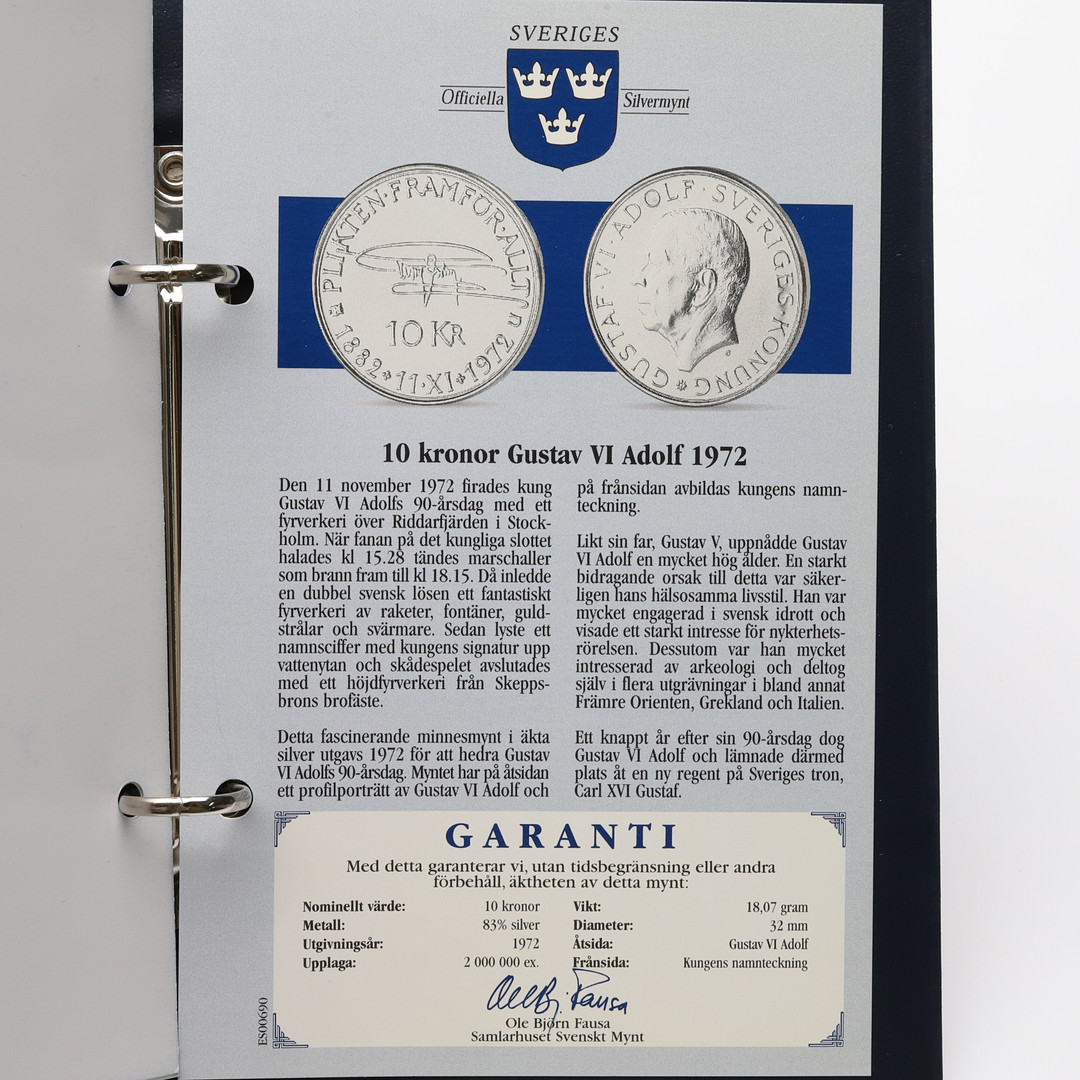 SVERIGES
Officiella
Silvermynt
PLIKTEN·FRAMFÖR·ALLT
10 KR
1882·11·XI·1972
GUSTAF·VI·ADOLF·SVERIGES·KONUNG
10 kronor Gustav VI Adolf 1972
Den 11 november 1972 firades kung
Gustav VI Adolfs 90-årsdag med ett
fyrverkeri över Riddarfjärden i Stock-
holm. När fanan på det kungliga slottet
halades kl 15.28 tändes marschaller
som brann fram till kl 18.15. Då inledde
en dubbel svensk lösen ett fantastiskt
fyrverkeri av raketer, fontäner, guld-
strålar och svärmare. Sedan lyste ett
namnsciffer med kungens signatur upp
vattenytan och skådespelet avslutades
med ett höjdfyrverkeri från Skepps-
brons brofäste.
Detta fascinerande minnesmynt i äkta
silver utgavs 1972 för att hedra Gustav
VI Adolfs 90-årsdag. Myntet har på åtsidan
ett profilporträtt av Gustav VI Adolf och
på frånsidan avbildas kungens namn-
teckning.
Likt sin far, Gustav V, uppnådde Gustav
VI Adolf en mycket hög ålder. En starkt
bidragande orsak till detta var säker-
ligen hans hälsosamma livsstil. Han var
mycket engagerad i svensk idrott och
visade ett starkt intresse för nykterhets-
rörelsen. Dessutom var han mycket
intresserad av arkeologi och deltog
själv i flera utgrävningar i bland annat
Främre Orienten, Grekland och Italien.
Ett knappt år efter sin 90-årsdag dog
Gustav VI Adolf och lämnade därmed
plats åt en ny regent på Sveriges tron,
Carl XVI Gustaf.
GARANTI
Med detta garanterar vi, utan tidsbegränsning eller andra
förbehåll, äktheten av detta mynt:
Nominellt värde: 10 kronor
Metall: 83% silver
Utgivningsår: 1972
Upplaga: 2 000 000 ex.
Vikt: 18,07 gram
Diameter: 32 mm
Åtsida: Gustav VI Adolf
Frånsida: Kungens namnteckning
Ole Bj. Fausa
Ole Björn Fausa
Samlarhuset Svenskt Mynt
ES00690